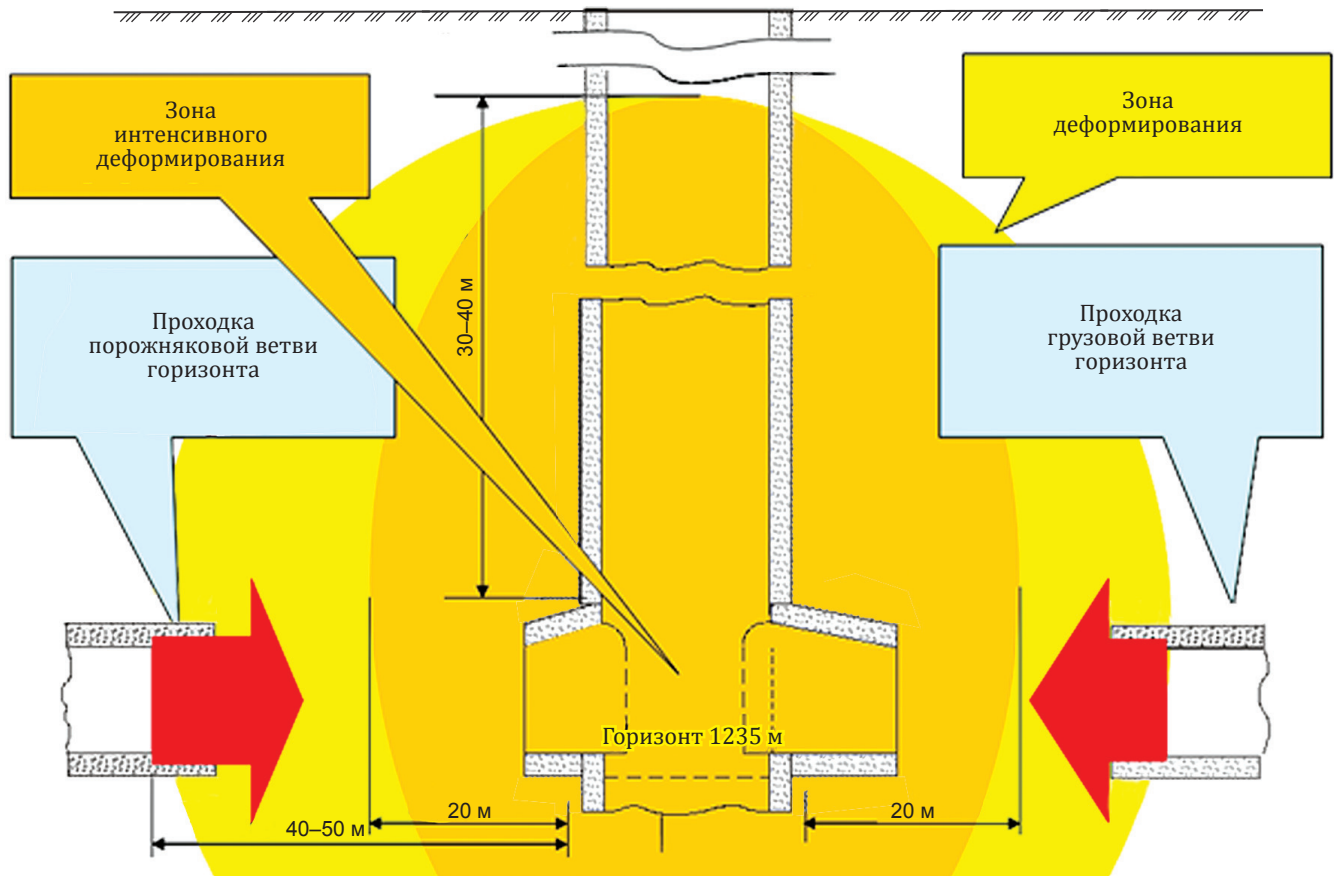 Зона
интенсивного
деформирования
Зона
деформирования
Проходка
порожняковой ветви
горизонта
30–40 м
Проходка
грузовой ветви
горизонта
Горизонт 1235 м
20 м
20 м
40–50 м